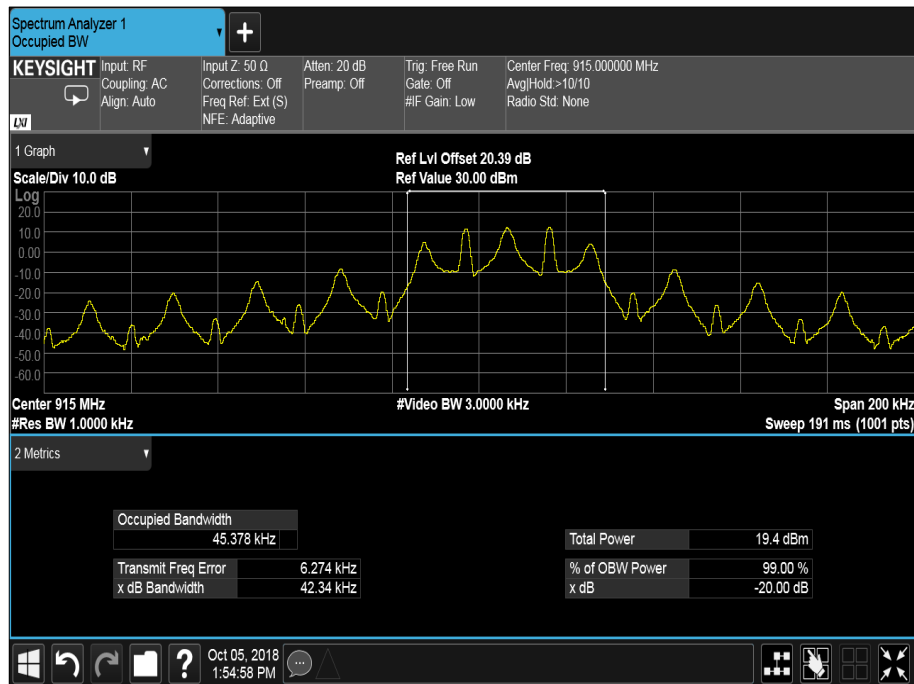 Spectrum Analyzer 1
Occupied BW
KEYSIGHT
LXI
Input: RF
Coupling: AC
Align: Auto
Input Z: 50 Ω
Corrections: Off
Freq Ref: Ext (S)
NFE: Adaptive
Atten: 20 dB
Preamp: Off
Trig: Free Run
Gate: Off
#IF Gain: Low
Center Freq: 915.000000 MHz
Avg|Hold:>10/10
Radio Std: None
1 Graph
Scale/Div 10.0 dB
Ref Lvl Offset 20.39 dB
Ref Value 30.00 dBm
Log
20.0
10.0
0.00
-10.0
-20.0
-30.0
-40.0
-50.0
-60.0
Center 915 MHz
#Video BW 3.0000 kHz
Span 200 kHz
#Res BW 1.0000 kHz
Sweep 191 ms (1001 pts)
2 Metrics
Occupied Bandwidth
45.378 kHz
Total Power 19.4 dBm
Transmit Freq Error 6.274 kHz
% of OBW Power 99.00 %
x dB Bandwidth 42.34 kHz
x dB -20.00 dB
?
Oct 05, 2018
1:54:58 PM